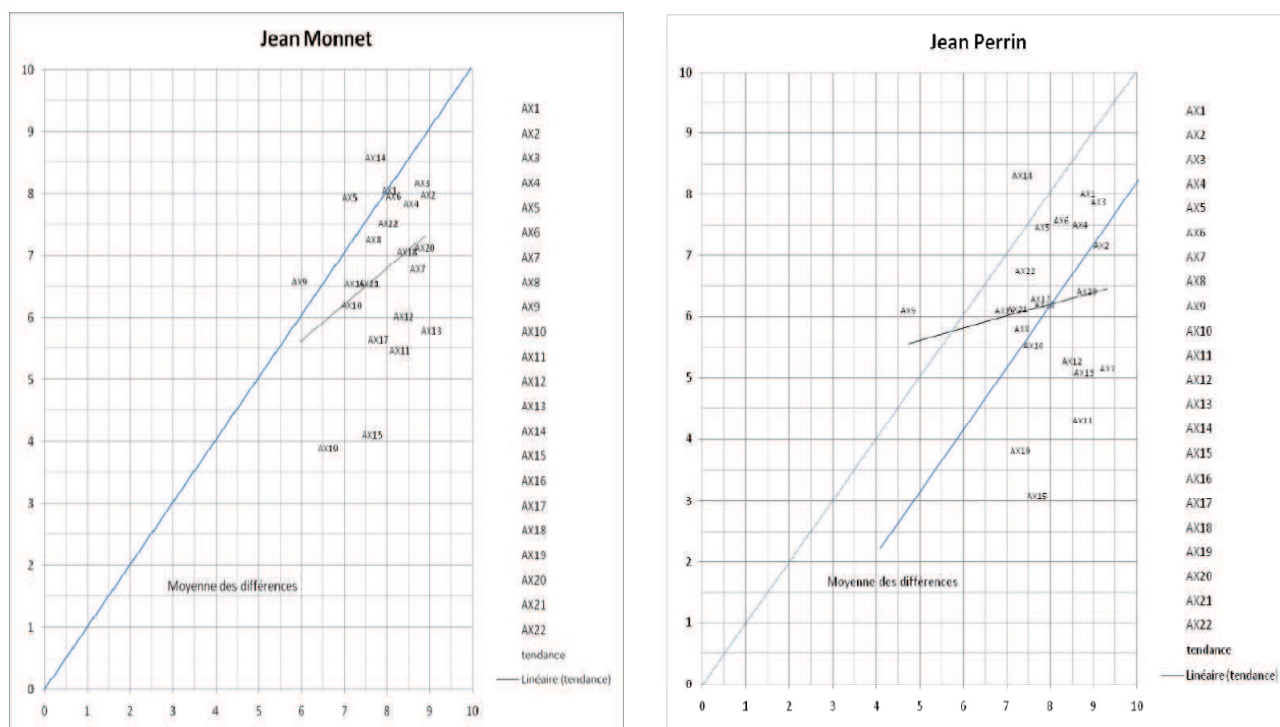 Jean Monnet
10
9
8
7
6
5
4
3
2
1
0
0 1 2 3 4 5 6 7 8 9 10
AX14
AX3
AX1
AX2
AX5
AX6
AX4
AX22
AX8
AX20
AX18
AX7
AX9
AX10
AX12
AX13
AX17
AX11
AX15
AX19
Moyenne des différences
AX1
AX2
AX3
AX4
AX5
AX6
AX7
AX8
AX9
AX10
AX11
AX12
AX13
AX14
AX15
AX16
AX17
AX18
AX19
AX20
AX21
AX22
tendance
Linéaire (tendance)
Jean Perrin
10
9
8
7
6
5
4
3
2
1
0
0 1 2 3 4 5 6 7 8 9 10
AX14
AX1
AX3
AX6
AX4
AX5
AX2
AX22
AX20
AX17
AX21
AX9
AX8
AX10
AX12
AX7
AX13
AX11
AX19
AX15
Moyenne des différences
AX1
AX2
AX3
AX4
AX5
AX6
AX7
AX8
AX9
AX10
AX11
AX12
AX13
AX14
AX15
AX16
AX17
AX18
AX19
AX20
AX21
AX22
tendance
Linéaire (tendance)